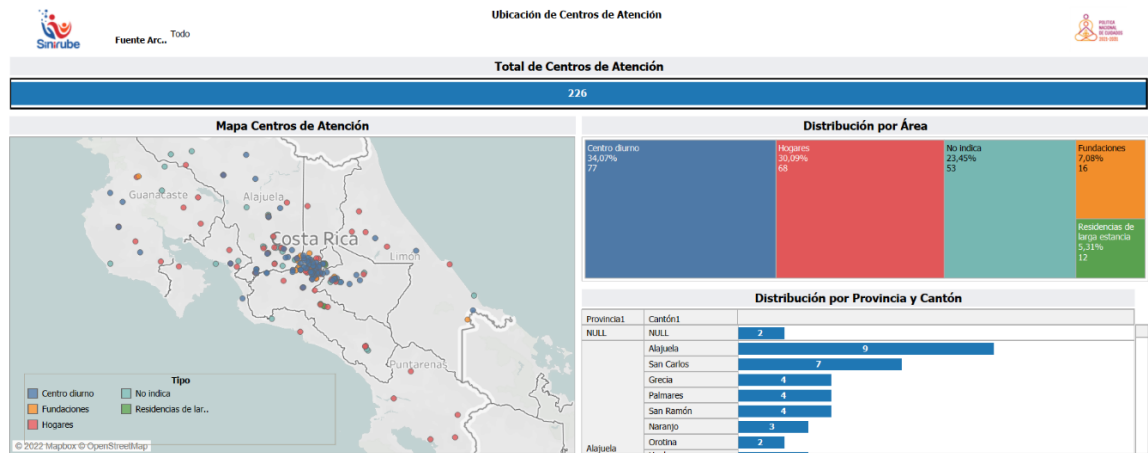 Ubicación de Centros de Atención
Sinirube
Fuente Arc.. Todo
POLÍTICA
NACIONAL
DE CUIDADOS
Total de Centros de Atención
226
Mapa Centros de Atención
Guanacaste
Alajuela
Costa Rica
Limón
Puntarenas
Tipo
Centro diurno
No indica
Fundaciones
Residencias de lar..
Hogares
© 2022 Mapbox © OpenStreetMap
Distribución por Área
Centro diurno
34,07%
77
Hogares
30,09%
68
No indica
23,45%
53
Fundaciones
7,08%
16
Residencias de
larga estancia
5,31%
12
Distribución por Provincia y Cantón
Provincia1 Cantón1
NULL NULL 2
Alajuela 9
San Carlos 7
Grecia 4
Palmares 4
San Ramón 4
Naranjo 3
Orotina 2
Alajuela